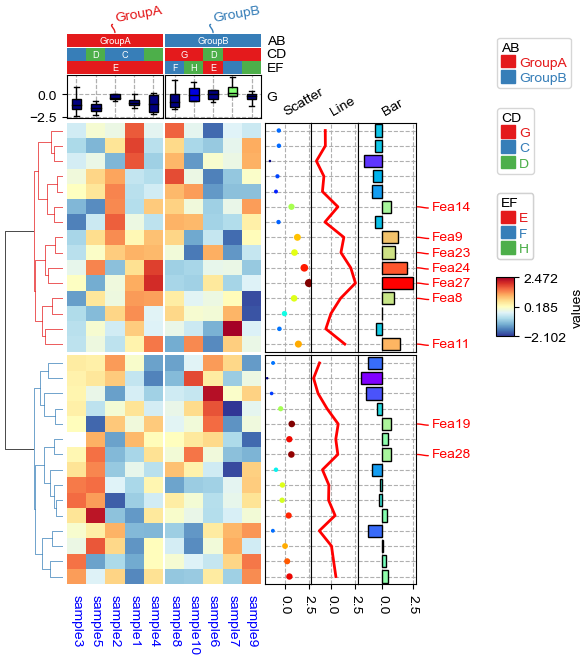 GroupA GroupB
GroupA GroupB AB
D C G D CD
E F H E EF
0.0
-2.5
G
Scatter Line Bar
AB
GroupA
GroupB
CD
G
C
D
EF
E
F
H
2.472
0.185
−2.102
values
Fea14
Fea9
Fea23
Fea24
Fea27
Fea8
Fea11
Fea19
Fea28
0.0 2.5 0.0 2.5 0.0 2.5
sample3 sample5 sample2 sample1 sample4 sample8 sample10 sample6 sample7 sample9